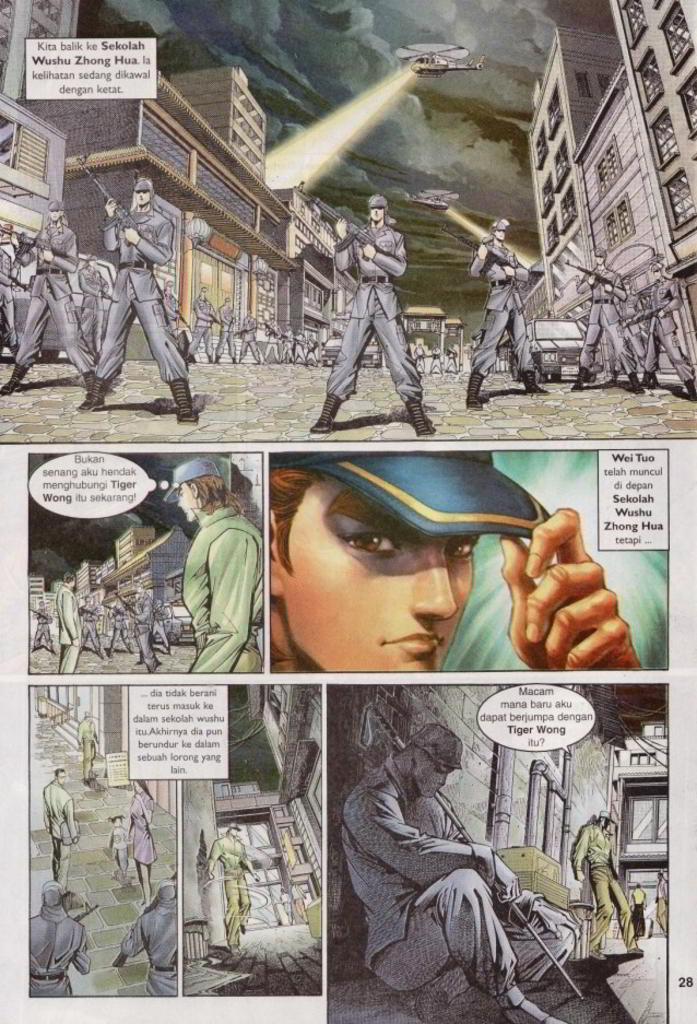 Kita balik ke Sekolah
Wushu Zhong Hua. Ia
kelihatan sedang dikawal
dengan ketat.
Bukan
senang aku hendak
menghubungi Tiger
Wong itu sekarang!
Wei Tuo
telah muncul
di depan
Sekolah
Wushu
Zhong Hua
tetapi ...
... dia tidak berani
terus masuk ke
dalam sekolah wushu
itu.Akhirnya dia pun
berundur ke dalam
sebuah lorong yang
lain.
Macam
mana baru aku
dapat berjumpa dengan
Tiger Wong
itu?
28